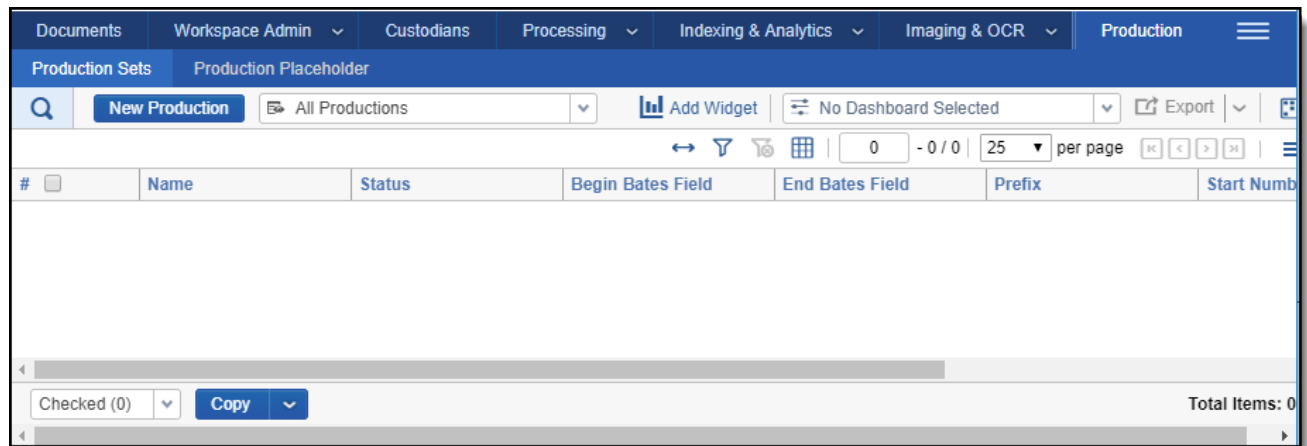 Documents Workspace Admin Custodians Processing Indexing & Analytics Imaging & OCR Production
Production Sets Production Placeholder
New Production All Productions Add Widget No Dashboard Selected Export
0 - 0 / 0 25 per page
# Name Status Begin Bates Field End Bates Field Prefix Start Numb
Checked (0) Copy Total Items: 0